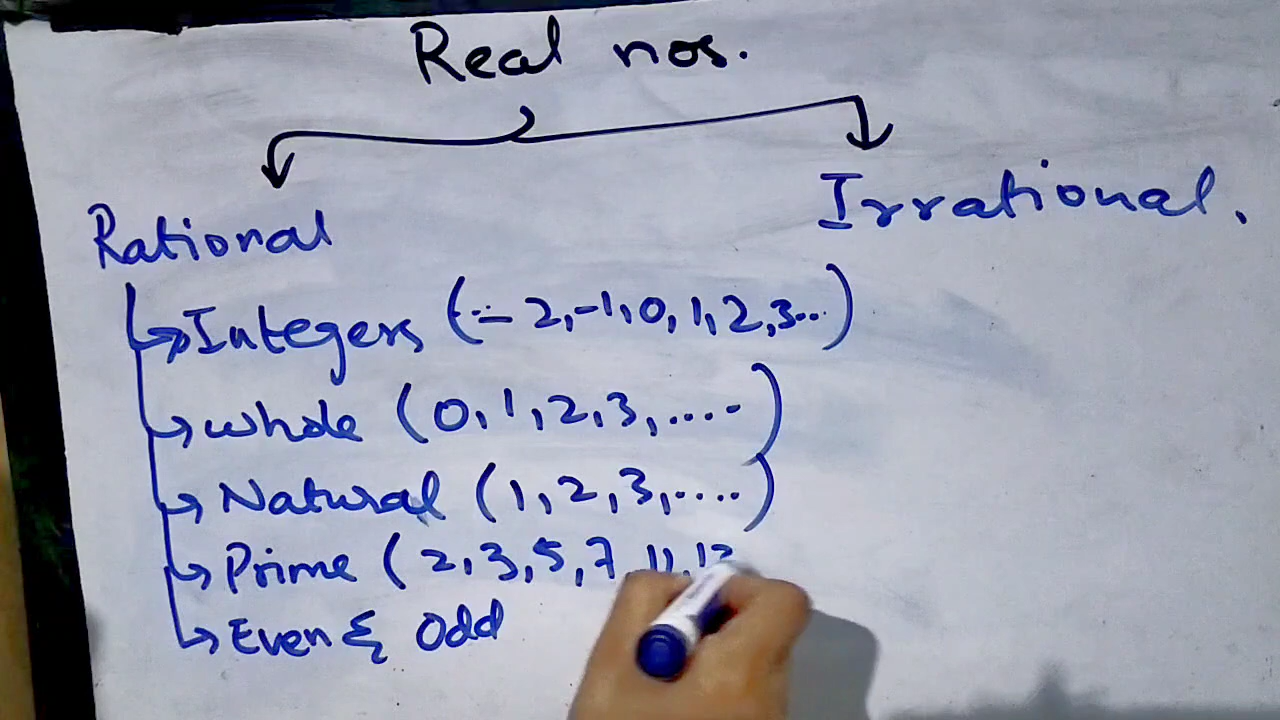 Real nos.
Rational
Irrational.
Integers (... -2,-1,0,1,2,3...)
Whole (0,1,2,3,....)
Natural (1,2,3,....)
Prime (2,3,5,7 11,13
Even & Odd